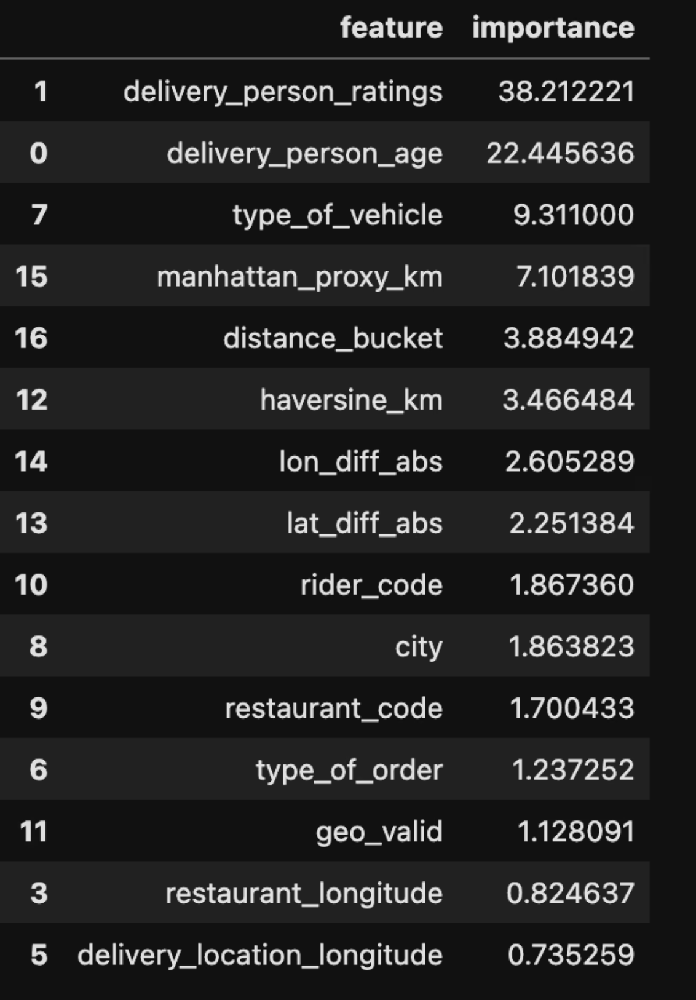 feature importance
1 delivery_person_ratings 38.212221
0 delivery_person_age 22.445636
7 type_of_vehicle 9.311000
15 manhattan_proxy_km 7.101839
16 distance_bucket 3.884942
12 haversine_km 3.466484
14 lon_diff_abs 2.605289
13 lat_diff_abs 2.251384
10 rider_code 1.867360
8 city 1.863823
9 restaurant_code 1.700433
6 type_of_order 1.237252
11 geo_valid 1.128091
3 restaurant_longitude 0.824637
5 delivery_location_longitude 0.735259